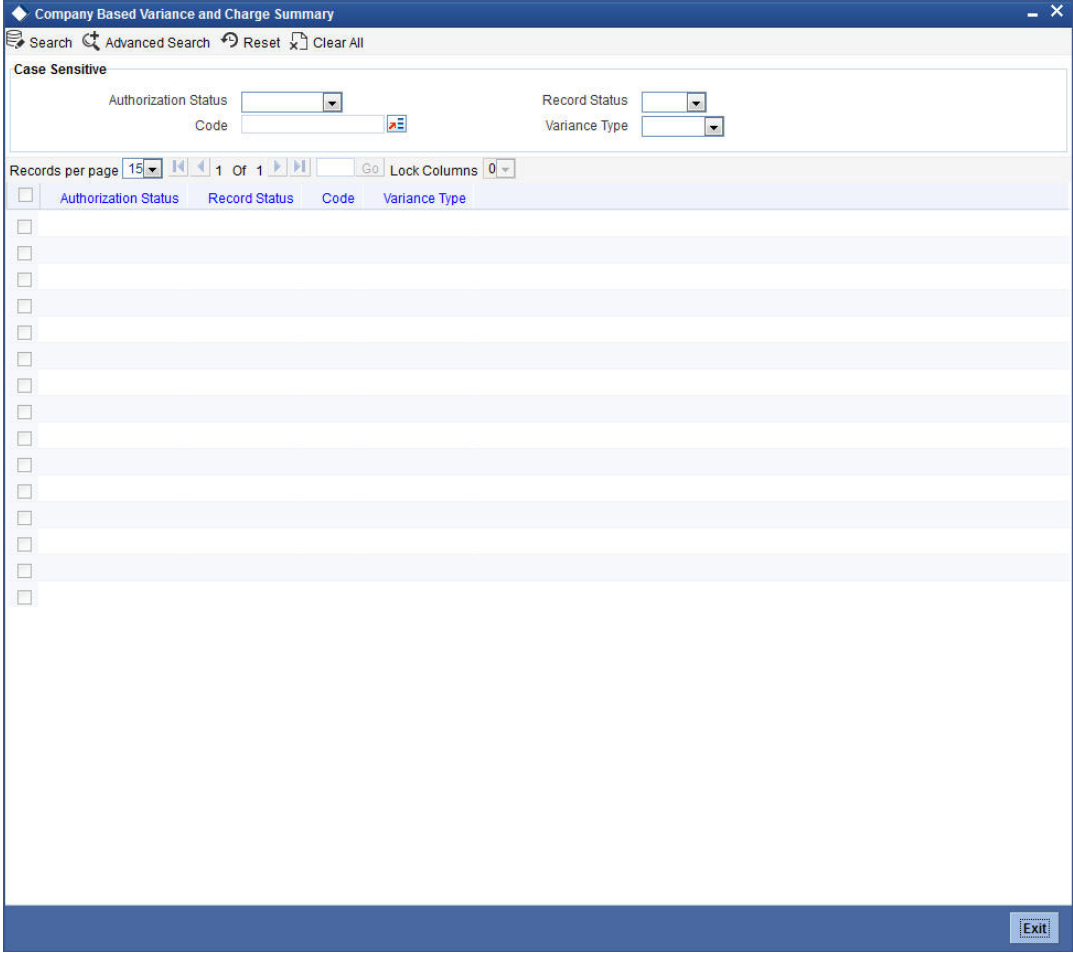 Company Based Variance and Charge Summary
Search Advanced Search Reset Clear All
Case Sensitive
Authorization Status Record Status
Code Variance Type
Records per page 15 1 Of 1 Go Lock Columns 0
Authorization Status Record Status Code Variance Type
Exit